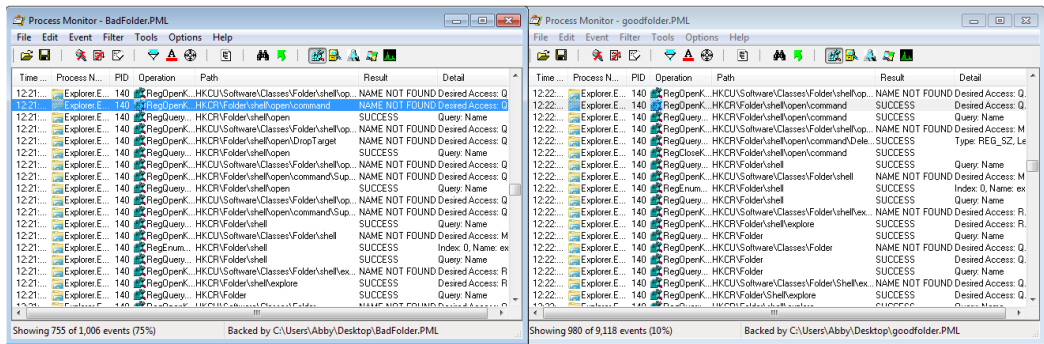 Process Monitor - BadFolder.PML
File Edit Event Filter Tools Options Help
Time ... Process N... PID Operation Path Result Detail
12:21:... Explorer.E... 140 RegOpenK... HKCU\Software\Classes\Folder\shell\op... NAME NOT FOUND Desired Access: Q
12:21:... Explorer.E... 140 RegOpenK... HKCR\Folder\shell\open\command NAME NOT FOUND Desired Access: Q
12:21:... Explorer.E... 140 RegQuery... HKCR\Folder\shell\open SUCCESS Query: Name
12:21:... Explorer.E... 140 RegOpenK... HKCU\Software\Classes\Folder\shell\op... NAME NOT FOUND Desired Access: Q
12:21:... Explorer.E... 140 RegOpenK... HKCR\Folder\shell\open\DropTarget NAME NOT FOUND Desired Access: Q
12:21:... Explorer.E... 140 RegQuery... HKCR\Folder\shell\open SUCCESS Query: Name
12:21:... Explorer.E... 140 RegOpenK... HKCU\Software\Classes\Folder\shell\op... NAME NOT FOUND Desired Access: Q
12:21:... Explorer.E... 140 RegOpenK... HKCR\Folder\shell\open\command\Sup... NAME NOT FOUND Desired Access: Q
12:21:... Explorer.E... 140 RegQuery... HKCR\Folder\shell\open SUCCESS Query: Name
12:21:... Explorer.E... 140 RegOpenK... HKCU\Software\Classes\Folder\shell\op... NAME NOT FOUND Desired Access: Q
12:21:... Explorer.E... 140 RegOpenK... HKCR\Folder\shell\open\command\Sup... NAME NOT FOUND Desired Access: Q
12:21:... Explorer.E... 140 RegQuery... HKCR\Folder\shell SUCCESS Query: Name
12:21:... Explorer.E... 140 RegOpenK... HKCU\Software\Classes\Folder\shell NAME NOT FOUND Desired Access: M
12:21:... Explorer.E... 140 RegEnum... HKCR\Folder\shell SUCCESS Index: 0, Name: ex
12:21:... Explorer.E... 140 RegQuery... HKCR\Folder\shell SUCCESS Query: Name
12:21:... Explorer.E... 140 RegOpenK... HKCU\Software\Classes\Folder\shell\ex... NAME NOT FOUND Desired Access: R
12:21:... Explorer.E... 140 RegOpenK... HKCR\Folder\shell\explore SUCCESS Desired Access: R
12:21:... Explorer.E... 140 RegQuery... HKCR\Folder SUCCESS Query: Name
Showing 755 of 1,006 events (75%) Backed by C:\Users\Abby\Desktop\BadFolder.PML
Process Monitor - goodfolder.PML
File Edit Event Filter Tools Options Help
Time ... Process N... PID Operation Path Result Detail
12:22:... Explorer.E... 140 RegOpenK... HKCU\Software\Classes\Folder\shell\op... NAME NOT FOUND Desired Access: Q.
12:22:... Explorer.E... 140 RegOpenK... HKCR\Folder\shell\open\command SUCCESS Desired Access: Q.
12:22:... Explorer.E... 140 RegQuery... HKCR\Folder\shell\open\command SUCCESS Query: Name
12:22:... Explorer.E... 140 RegOpenK... HKCU\Software\Classes\Folder\shell\op... NAME NOT FOUND Desired Access: M
12:22:... Explorer.E... 140 RegQuery... HKCR\Folder\shell\open\command\Dele... SUCCESS Type: REG_SZ, Le
12:22:... Explorer.E... 140 RegCloseK... HKCR\Folder\shell\open\command SUCCESS
12:22:... Explorer.E... 140 RegQuery... HKCR\Folder\shell SUCCESS Query: Name
12:22:... Explorer.E... 140 RegOpenK... HKCU\Software\Classes\Folder\shell NAME NOT FOUND Desired Access: M
12:22:... Explorer.E... 140 RegEnum... HKCR\Folder\shell SUCCESS Index: 0, Name: ex
12:22:... Explorer.E... 140 RegQuery... HKCR\Folder\shell SUCCESS Query: Name
12:22:... Explorer.E... 140 RegOpenK... HKCU\Software\Classes\Folder\shell\ex... NAME NOT FOUND Desired Access: R.
12:22:... Explorer.E... 140 RegOpenK... HKCR\Folder\shell\explore SUCCESS Desired Access: R.
12:22:... Explorer.E... 140 RegQuery... HKCR\Folder SUCCESS Query: Name
12:22:... Explorer.E... 140 RegOpenK... HKCU\Software\Classes\Folder NAME NOT FOUND Desired Access: Q.
12:22:... Explorer.E... 140 RegOpenK... HKCR\Folder SUCCESS Desired Access: Q.
12:22:... Explorer.E... 140 RegQuery... HKCR\Folder SUCCESS Query: Name
12:22:... Explorer.E... 140 RegOpenK... HKCU\Software\Classes\Folder\Shell\ex... NAME NOT FOUND Desired Access: Q.
12:22:... Explorer.E... 140 RegOpenK... HKCR\Folder\Shell\explore SUCCESS Desired Access: Q.
Showing 980 of 9,118 events (10%) Backed by C:\Users\Abby\Desktop\goodfolder.PML